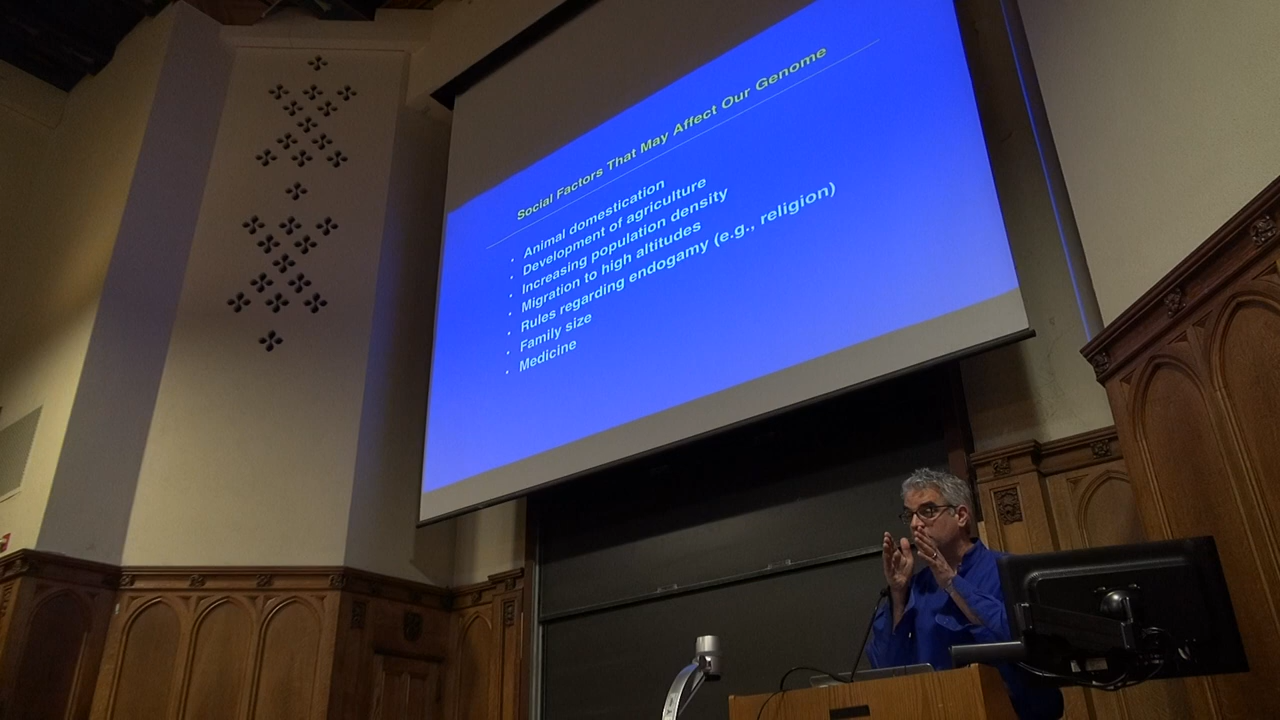 Social Factors That May Affect Our Genome
· Animal domestication
· Development of agriculture
· Increasing population density
· Migration to high altitudes
· Rules regarding endogamy (e.g., religion)
· Family size
· Medicine